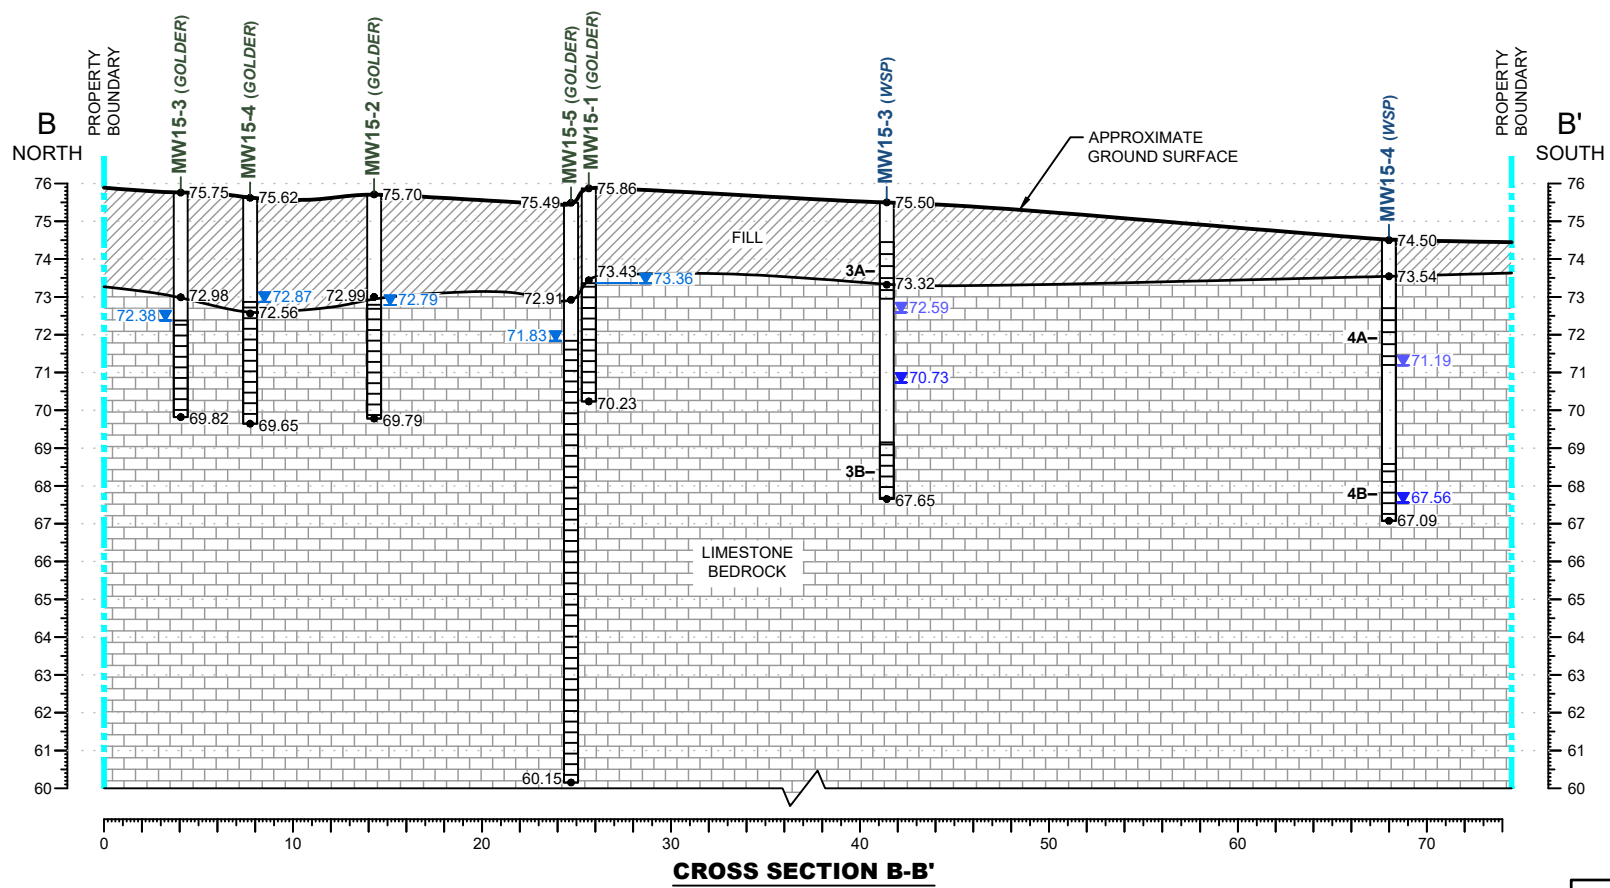 B
NORTH
PROPERTY
BOUNDARY
MW15-3 (GOLDER)
MW15-4 (GOLDER)
MW15-2 (GOLDER)
MW15-5 (GOLDER)
MW15-1 (GOLDER)
MW15-3 (WSP)
MW15-4 (WSP)
PROPERTY
BOUNDARY
B'
SOUTH
APPROXIMATE
GROUND SURFACE
76
75
74
73
72
71
70
69
68
67
66
65
64
63
62
61
60
75.75
75.62
75.70
75.49
75.86
75.50
74.50
FILL
72.98
72.87
72.56
72.99
72.79
72.91
73.43
73.36
3A
73.32
73.54
72.38
71.83
72.59
4A
71.19
70.73
69.82
69.65
69.79
70.23
3B
67.65
4B
67.56
67.09
LIMESTONE
BEDROCK
60.15
76
75
74
73
72
71
70
69
68
67
66
65
64
63
62
61
60
0
10
20
30
40
50
60
70
CROSS SECTION B-B'